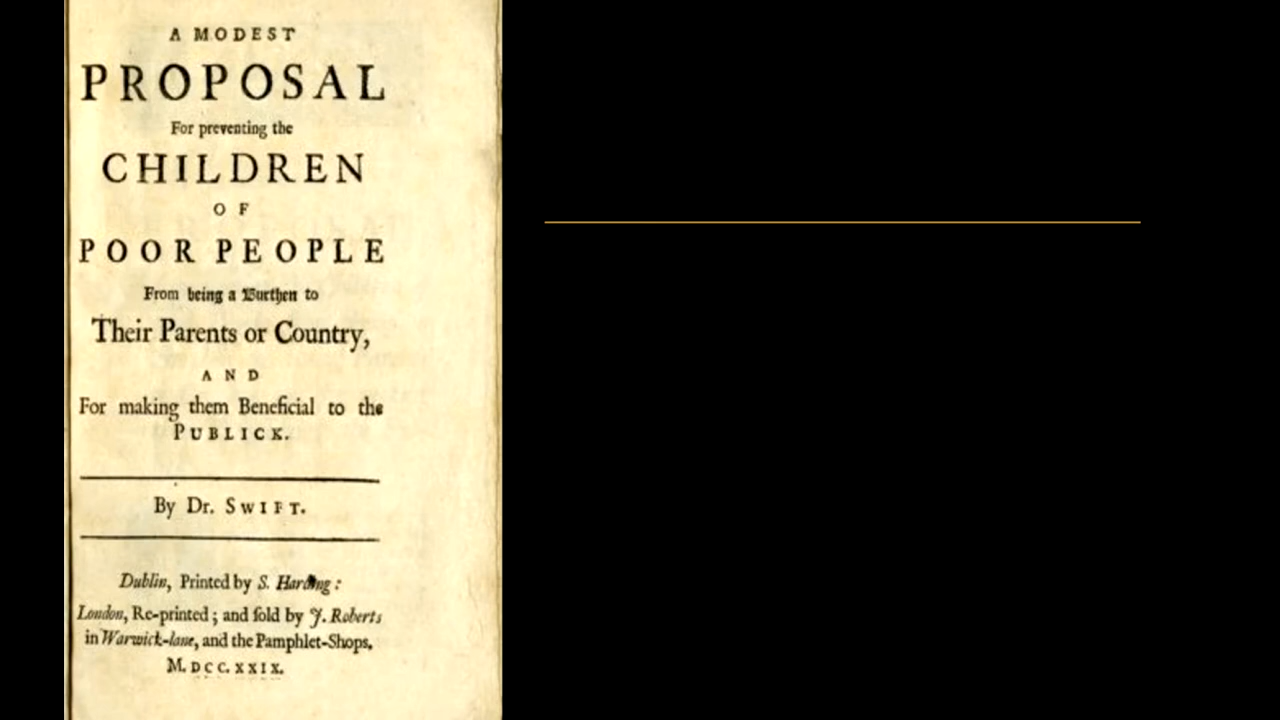 A MODEST
PROPOSAL
For preventing the
CHILDREN
OF
POOR PEOPLE
From being a Burthen to
Their Parents or Country,
AND
For making them Beneficial to the
PUBLICK.
By Dr. SWIFT.
Dublin, Printed by S. Harding:
London, Re-printed; and ſold by J. Roberts
in Warwick-lane, and the Pamphlet-Shops.
M.DCC.XXIX.